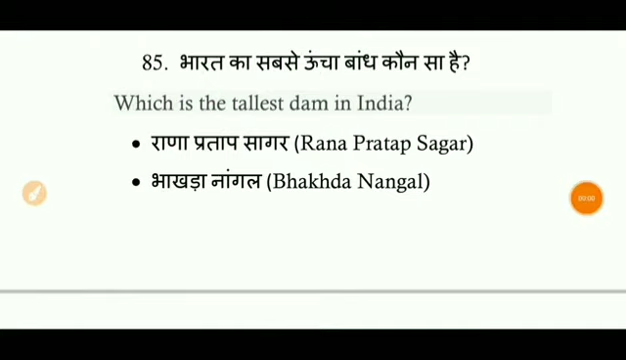 85. भारत का सबसे ऊंचा बांध कौन सा है?
Which is the tallest dam in India?
• राणा प्रताप सागर (Rana Pratap Sagar)
• भाखड़ा नांगल (Bhakhda Nangal)
00:00